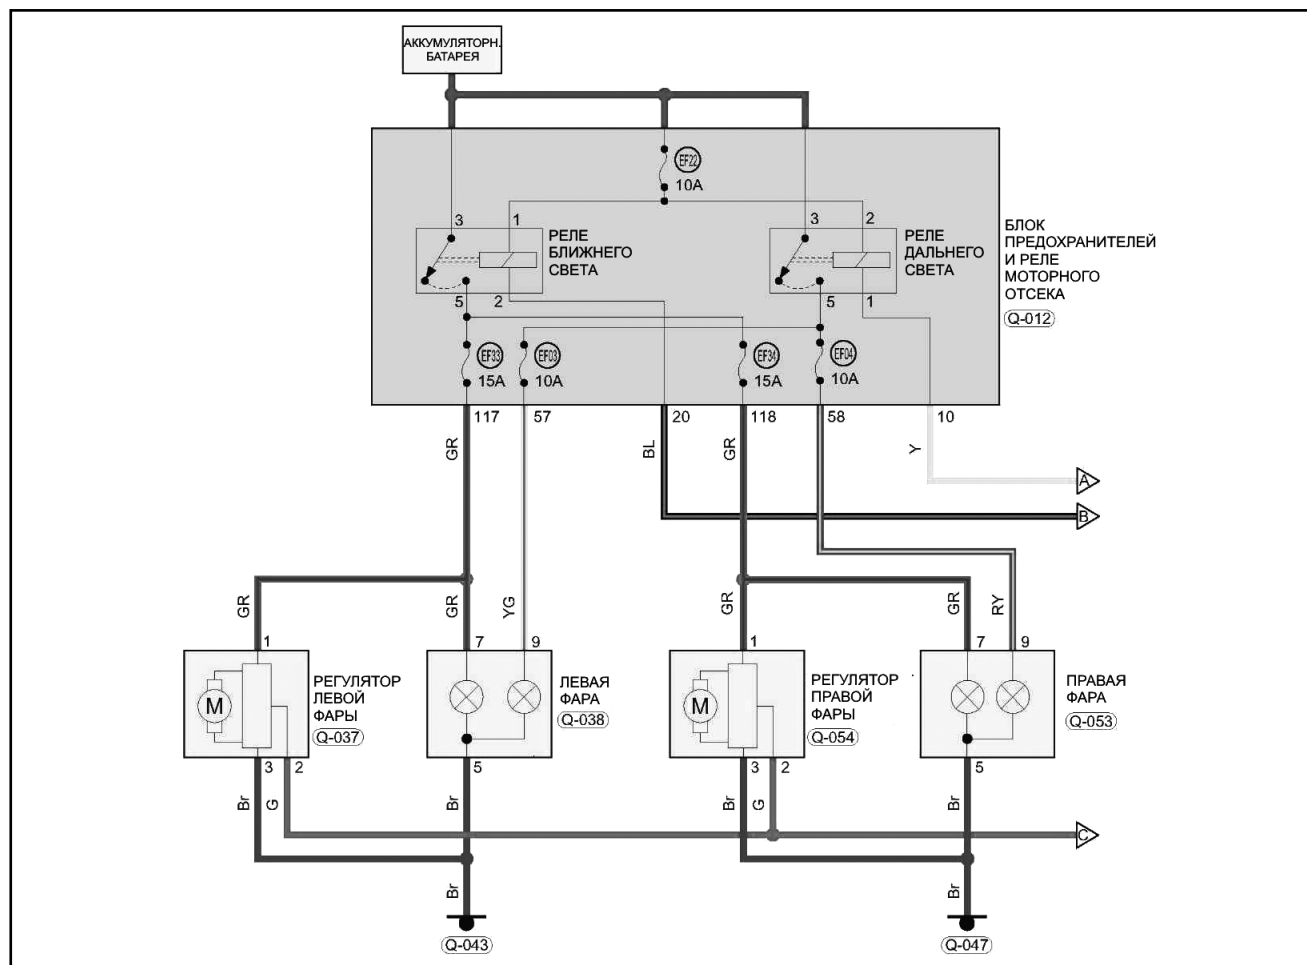 АККУМУЛЯТОРН.
БАТАРЕЯ
EF22
10A
3
1
3
2
РЕЛЕ
БЛИЖНЕГО
СВЕТА
РЕЛЕ
ДАЛЬНЕГО
СВЕТА
БЛОК
ПРЕДОХРАНИТЕЛЕЙ
И РЕЛЕ
МОТОРНОГО
ОТСЕКА
Q-012
5
2
5
1
EF33
15A
EF03
10A
EF34
15A
EF04
10A
117
57
20
118
58
10
GR
BL
GR
Y
A
B
GR
GR
YG
GR
GR
RY
1
7
9
1
7
9
M
РЕГУЛЯТОР
ЛЕВОЙ
ФАРЫ
Q-037
ЛЕВАЯ
ФАРА
Q-038
M
РЕГУЛЯТОР
ПРАВОЙ
ФАРЫ
Q-054
ПРАВАЯ
ФАРА
Q-053
3
2
5
3
2
5
Br
G
Br
Br
G
Br
C
Br
Br
Q-043
Q-047